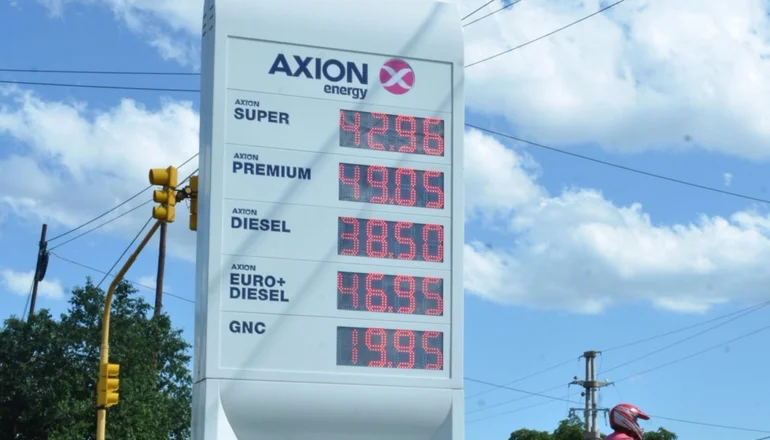 AXION
energy
AXION
SUPER 42.96
AXION
PREMIUM 49.05
AXION
DIESEL 38.50
AXION
EURO+
DIESEL 46.95
GNC 19.95